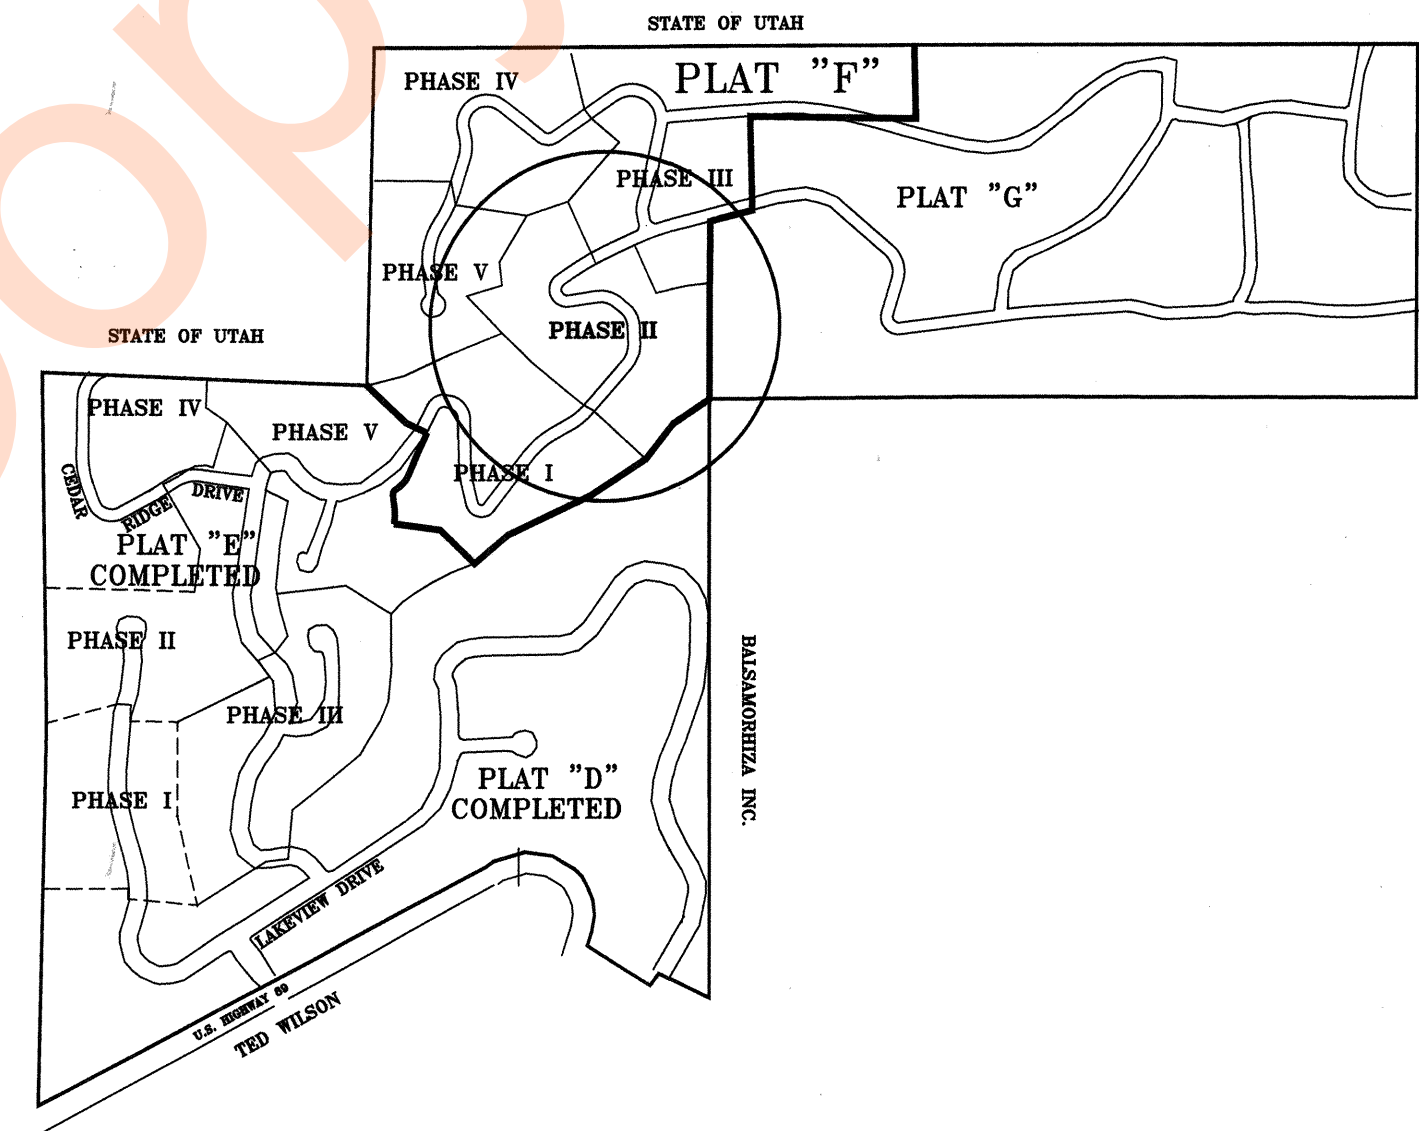 STATE OF UTAH
PHASE IV
PLAT "F"
PHASE III
PLAT "G"
PHASE V
PHASE II
STATE OF UTAH
PHASE IV
PHASE V
PHASE I
CEDAR
RIDGE
DRIVE
PLAT "E"
COMPLETED
PHASE II
BALSAMORHIZA INC.
PHASE III
PLAT "D"
COMPLETED
PHASE I
LAKEVIEW DRIVE
U.S. HIGHWAY 89
TED WILSON